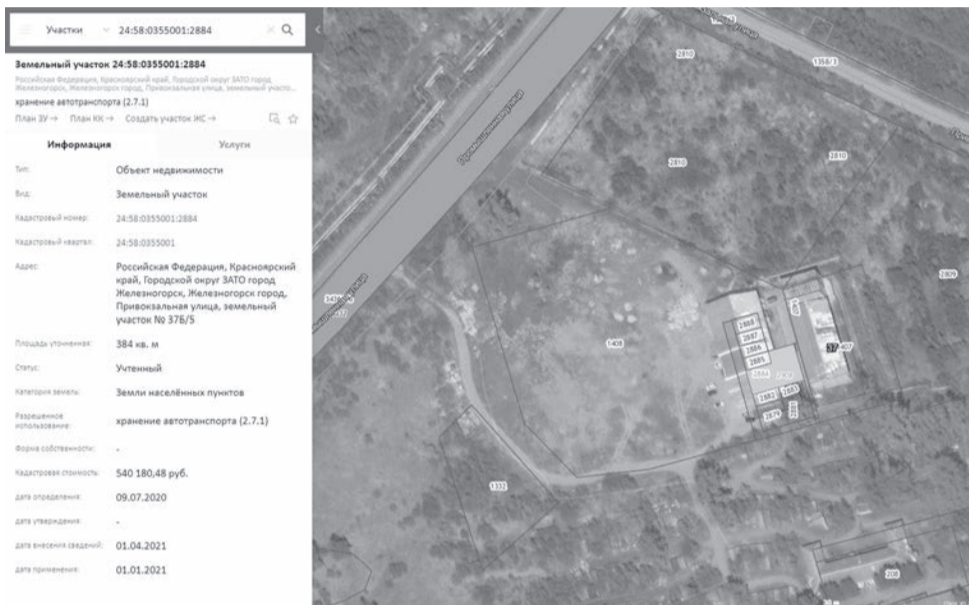 Участки
24:58:0355001:2884
Земельный участок 24:58:0355001:2884
Российская Федерация, Красноярский край, Городской округ ЗАТО город
Железногорск, Железногорск город, Привокзальная улица, земельный участо...
хранение автотранспорта (2.7.1)
План ЗУ → План КК → Создать участок ЖС →
Информация Услуги
Тип: Объект недвижимости
Вид: Земельный участок
Кадастровый номер: 24:58:0355001:2884
Кадастровый квартал: 24:58:0355001
Адрес: Российская Федерация, Красноярский
край, Городской округ ЗАТО город
Железногорск, Железногорск город,
Привокзальная улица, земельный
участок № 37Б/5
Площадь уточненная: 384 кв. м
Статус: Учтенный
Категория земель: Земли населённых пунктов
Разрешенное
использование: хранение автотранспорта (2.7.1)
Форма собственности: -
Кадастровая стоимость: 540 180,48 руб.
дата определения: 09.07.2020
дата утверждения: -
дата внесения сведений: 01.04.2021
дата применения: 01.01.2021
2810
1358/3
Промышленная улица
2810
2810
2809
1408
2888
2887
2886
2885
2884
2882
2883
2879
37
407
1332
208